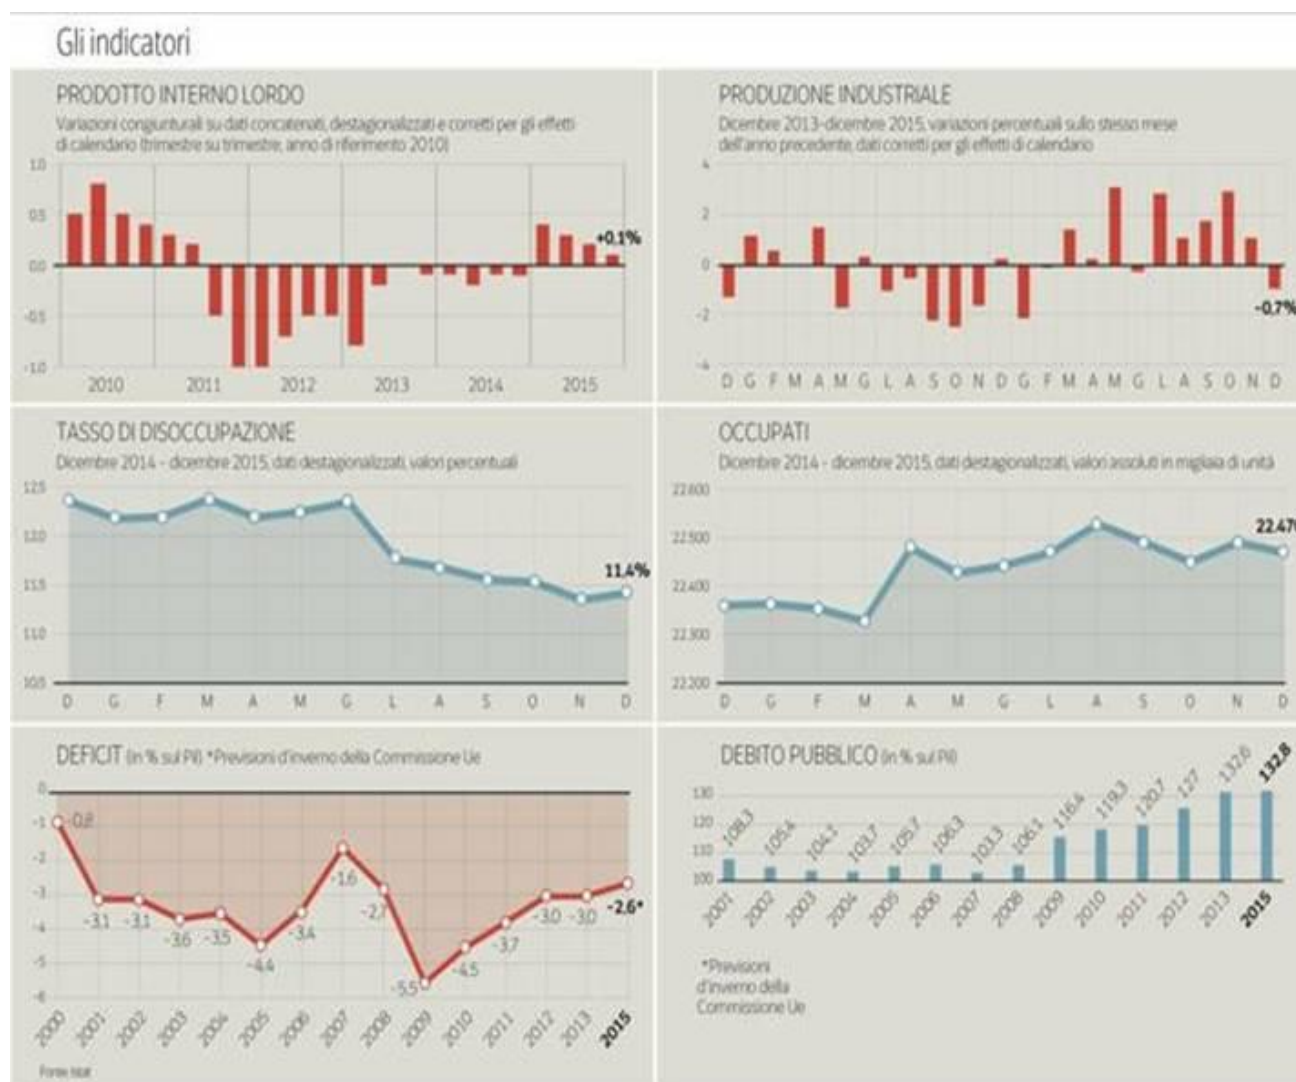 Gli indicatori
PRODOTTO INTERNO LORDO
Variazioni congiunturali su dati concatenati, destagionalizzati e corretti per gli effetti
di calendario (trimestre su trimestre, anno di riferimento 2010)
1.0
0.5
0.0
-0.5
-1.0
+0,1%
2010 2011 2012 2013 2014 2015
PRODUZIONE INDUSTRIALE
Dicembre 2013-dicembre 2015, variazioni percentuali sullo stesso mese
dell'anno precedente, dati corretti per gli effetti di calendario
4
2
0
-2
-4
-0,7%
D G F M A M G L A S O N D G F M A M G L A S O N D
TASSO DI DISOCCUPAZIONE
Dicembre 2014 - dicembre 2015, dati destagionalizzati, valori percentuali
12.5
12.0
11.5
11.0
10.5
11,4%
D G F M A M G L A S O N D
OCCUPATI
Dicembre 2014 - dicembre 2015, dati destagionalizzati, valori assoluti in migliaia di unità
22.600
22.500
22.400
22.300
22.200
D G F M A M G L A S O N D
DEFICIT (in % sul Pil) *Previsioni d'inverno della Commissione Ue
0
-1
-2
-3
-4
-5
-6
-0,8
-3,1
-3,1
-3,6
-3,5
-4,4
-3,4
-1,6
-2,7
-5,5
-4,5
-3,7
-3,0
-3,0
-2,6*
2000 2001 2002 2003 2004 2005 2006 2007 2008 2009 2010 2011 2012 2013 2015
Fonte: Istat
DEBITO PUBBLICO (in % sul Pil)
130
120
110
100
108,3 105,4 104,1 103,7 105,7 106,3 103,3 106,1 116,4 119,3 120,7 127 132,6 132,8
2001 2002 2003 2004 2005 2006 2007 2008 2009 2010 2011 2012 2013 2015
*Previsioni
d'inverno della
Commissione Ue